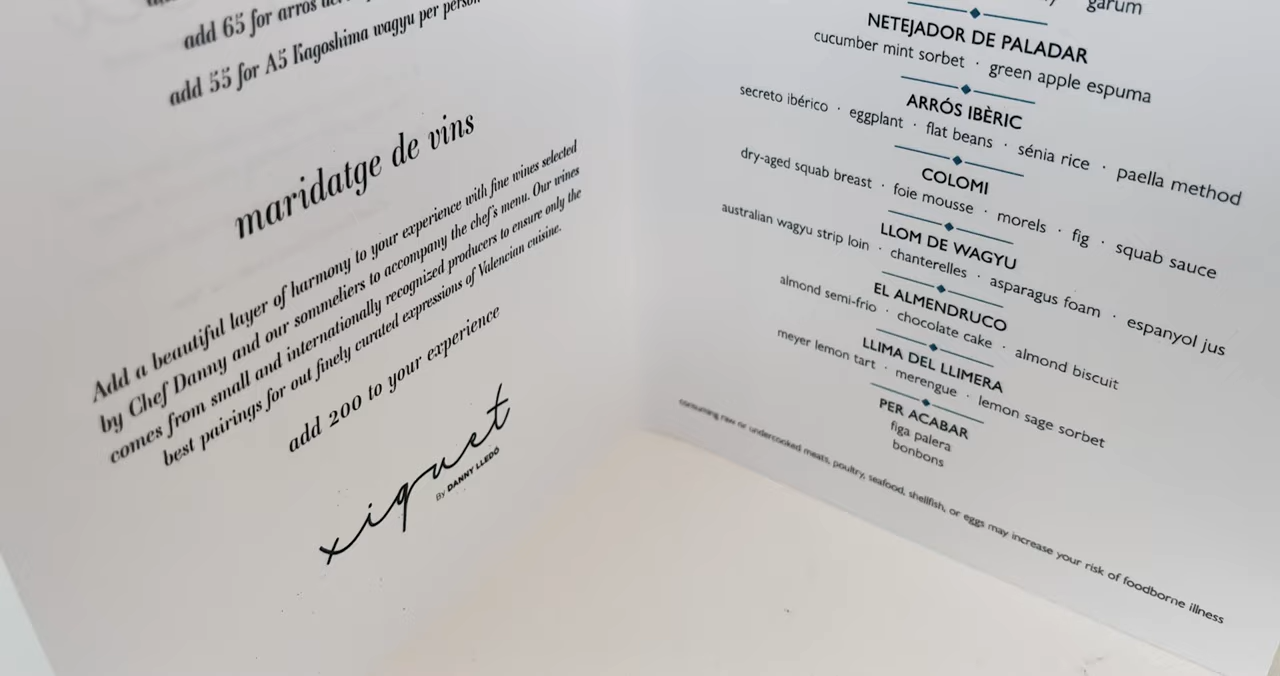 add 65 for arros
add 55 for A5 Kagoshima wagyu per person
maridatge de vins
Add a beautiful layer of harmony to your experience with fine wines selected
by Chef Danny and our sommeliers to accompany the chef's menu. Our wines
comes from small and internationally recognized producers to ensure only the
best pairings for out finely curated expressions of Valencian cuisine.
add 200 to your experience
xiquet
By DANNY LLEDÓ
garum
NETEJADOR DE PALADAR
cucumber mint sorbet · green apple espuma
ARRÓS IBÈRIC
secreto ibérico · eggplant · flat beans · sénia rice · paella method
COLOMI
dry-aged squab breast · foie mousse · morels · fig · squab sauce
LLOM DE WAGYU
australian wagyu strip loin · chanterelles · asparagus foam · espanyol jus
EL ALMENDRUCO
almond semi-frio · chocolate cake · almond biscuit
LLIMA DEL LLIMERA
meyer lemon tart · merengue · lemon sage sorbet
PER ACABAR
figa palera
bonbons
consuming raw or undercooked meats, poultry, seafood, shellfish, or eggs may increase your risk of foodborne illness